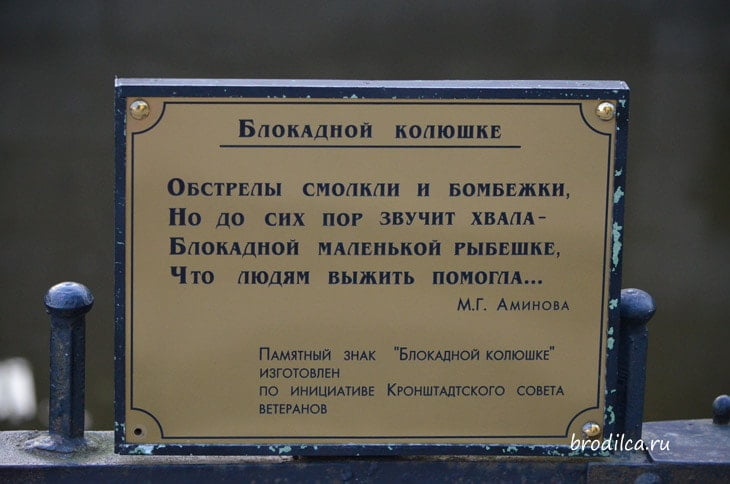 Блокадной колюшке
Обстрелы смолкли и бомбежки,
Но до сих пор звучит хвала-
Блокадной маленькой рыбешке,
Что людям выжить помогла...
М.Г. Аминова
Памятный знак "Блокадной колюшке"
изготовлен
по инициативе Кронштадтского совета
ветеранов
brodilca.ru